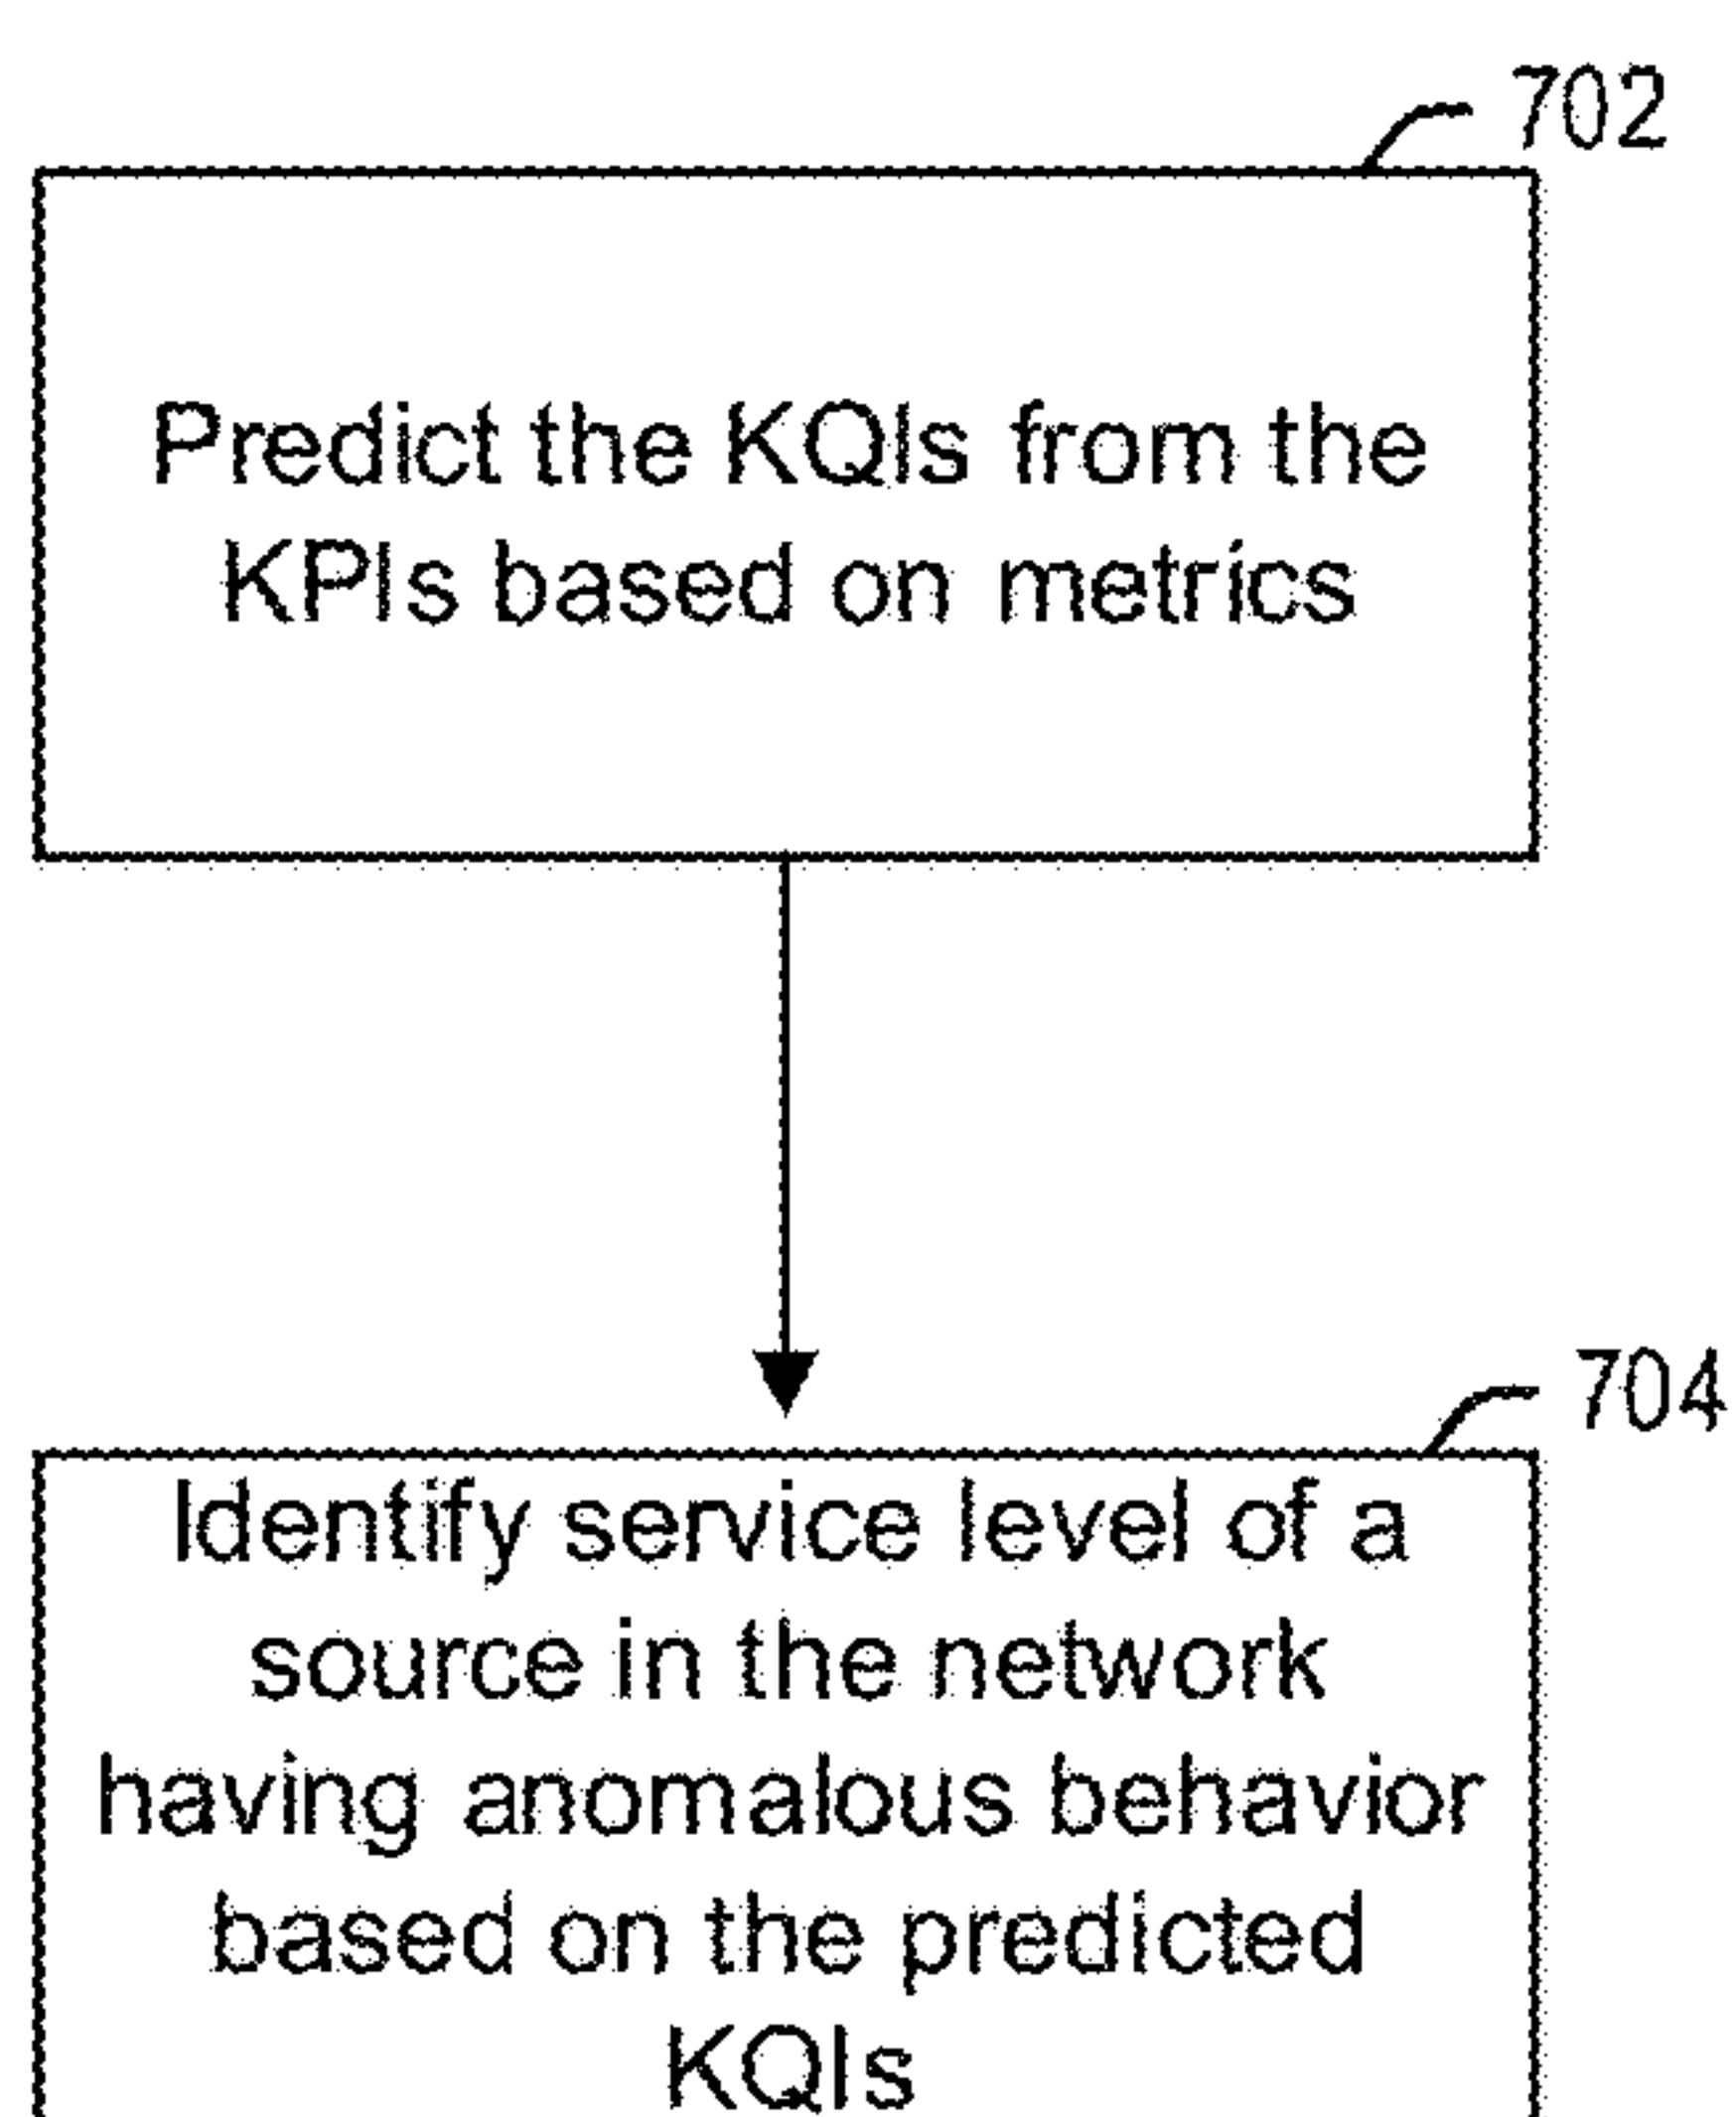 702
Predict the KQIs from the
KPIs based on metrics
704
Identify service level of a
source in the network
having anomalous behavior
based on the predicted
KQIs